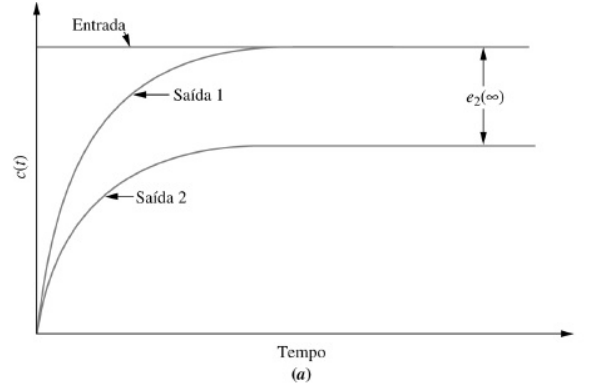 Entrada
Saída 1
e₂(∞)
Saída 2
c(t)
Tempo
(a)